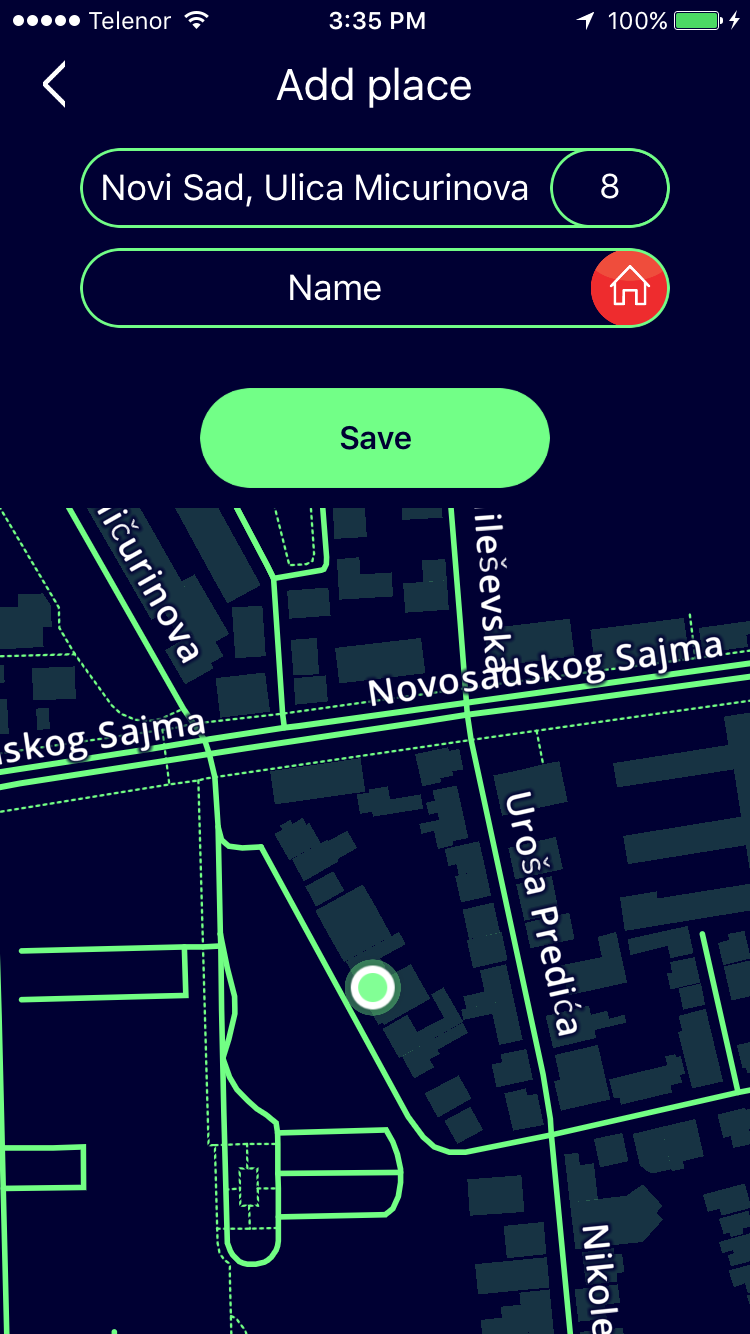 Telenor 3:35 PM 100%
Add place
Novi Sad, Ulica Micurinova 8
Name
Save
ičurinova
ileševska
Novosadskog Sajma
skog Sajma
Uroša Predića
Nikole